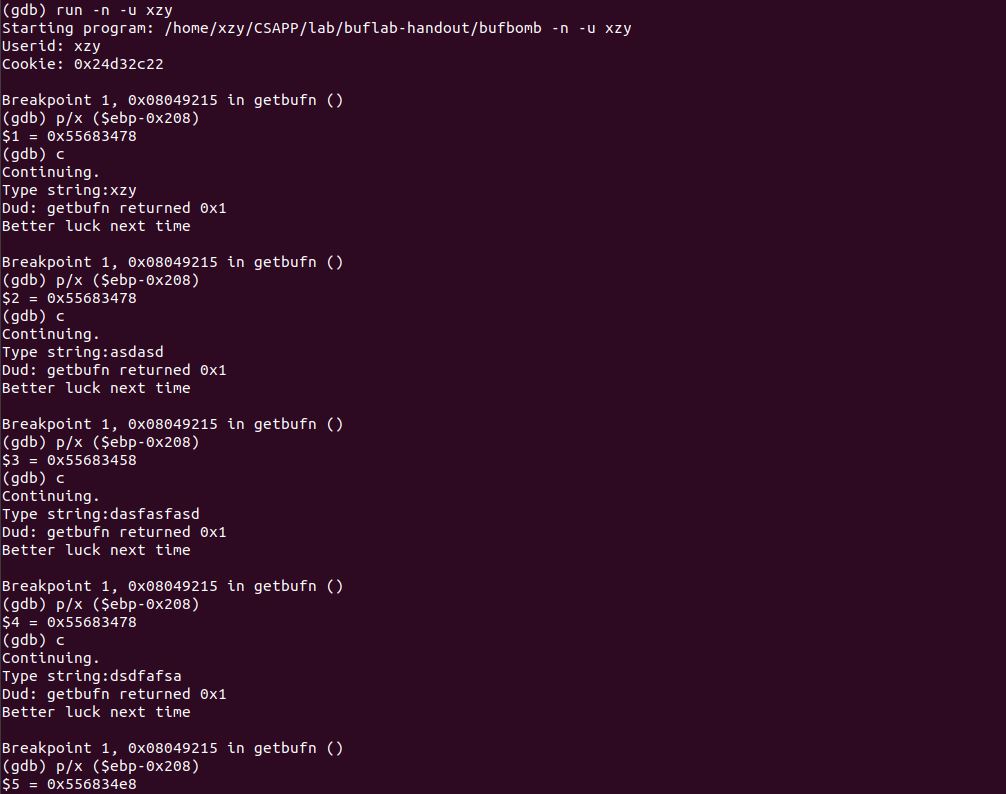 (gdb) run -n -u xzy
Starting program: /home/xzy/CSAPP/lab/buflab-handout/bufbomb -n -u xzy
Userid: xzy
Cookie: 0x24d32c22
Breakpoint 1, 0x08049215 in getbufn ()
(gdb) p/x ($ebp-0x208)
$1 = 0x55683478
(gdb) c
Continuing.
Type string:xzy
Dud: getbufn returned 0x1
Better luck next time
Breakpoint 1, 0x08049215 in getbufn ()
(gdb) p/x ($ebp-0x208)
$2 = 0x55683478
(gdb) c
Continuing.
Type string:asdasd
Dud: getbufn returned 0x1
Better luck next time
Breakpoint 1, 0x08049215 in getbufn ()
(gdb) p/x ($ebp-0x208)
$3 = 0x55683458
(gdb) c
Continuing.
Type string:dasfasfasd
Dud: getbufn returned 0x1
Better luck next time
Breakpoint 1, 0x08049215 in getbufn ()
(gdb) p/x ($ebp-0x208)
$4 = 0x55683478
(gdb) c
Continuing.
Type string:dsdfafsa
Dud: getbufn returned 0x1
Better luck next time
Breakpoint 1, 0x08049215 in getbufn ()
(gdb) p/x ($ebp-0x208)
$5 = 0x556834e8